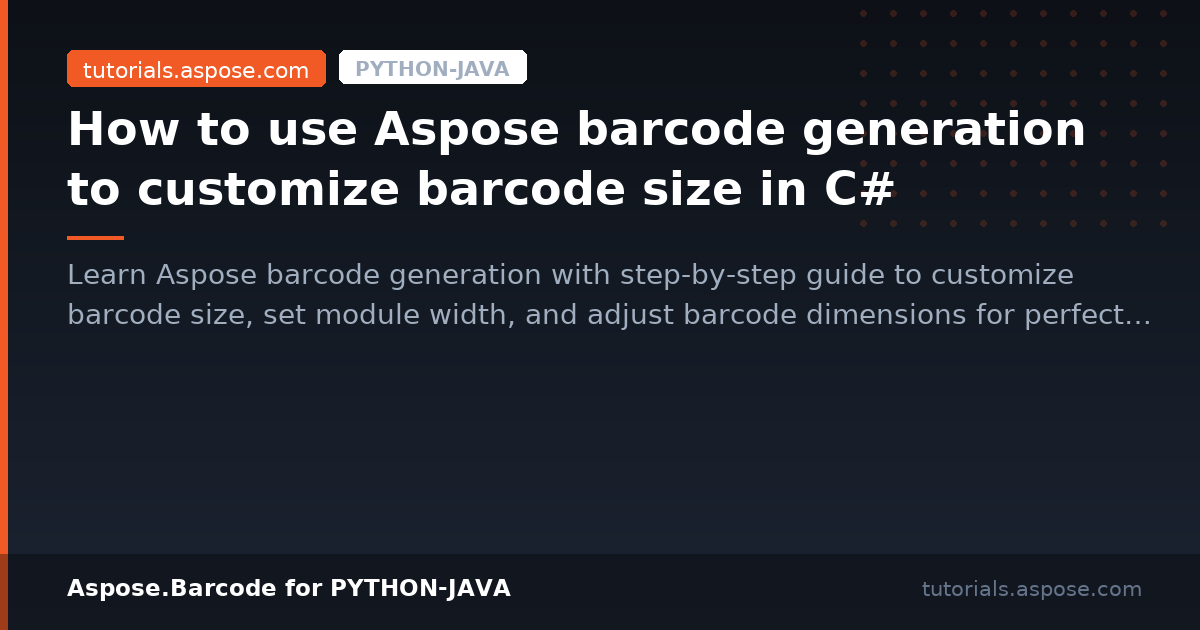 tutorials.aspose.com PYTHON-JAVA
How to use Aspose barcode generation
to customize barcode size in C#
Learn Aspose barcode generation with step-by-step guide to customize
barcode size, set module width, and adjust barcode dimensions for perfect...
Aspose.Barcode for PYTHON-JAVA
tutorials.aspose.com